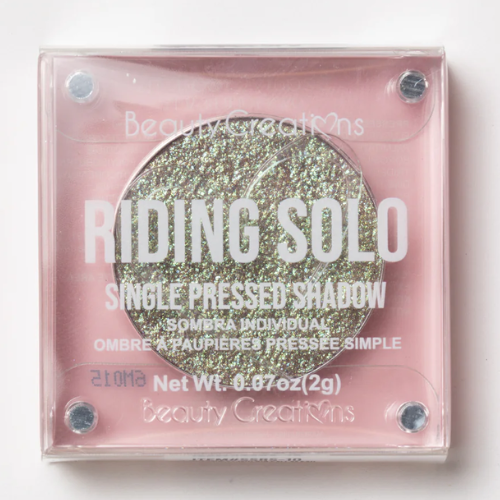 Beauty Creations
RIDING SOLO
SINGLE PRESSED SHADOW
SOMBRA INDIVIDUAL
OMBRE À PAUPIÈRES PRESSÉE SIMPLE
6M015
Net Wt. 0.07oz(2g)
Beauty Creations